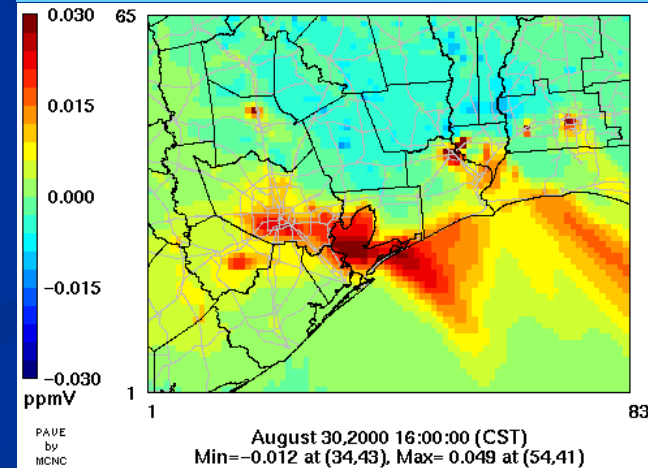 0.030
0.015
0.000
−0.015
−0.030
ppmV
PAVE
by
MCNC
65
1
1
83
August 30,2000 16:00:00 (CST)
Min=−0.012 at (34,43), Max= 0.049 at (54,41)